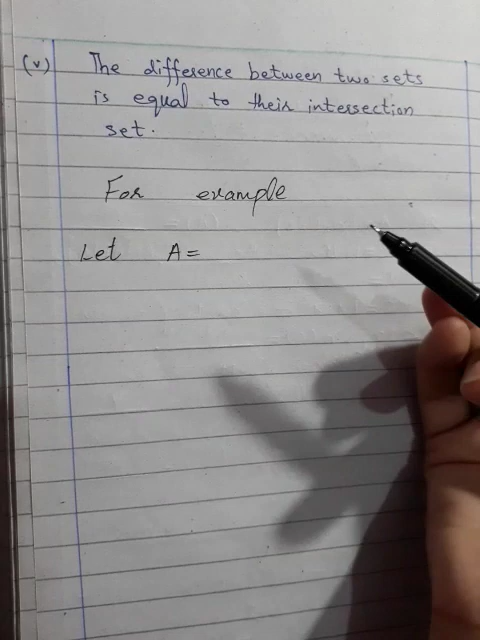 (v) The difference between two sets
is equal to their intersection
set.
For example
Let A=